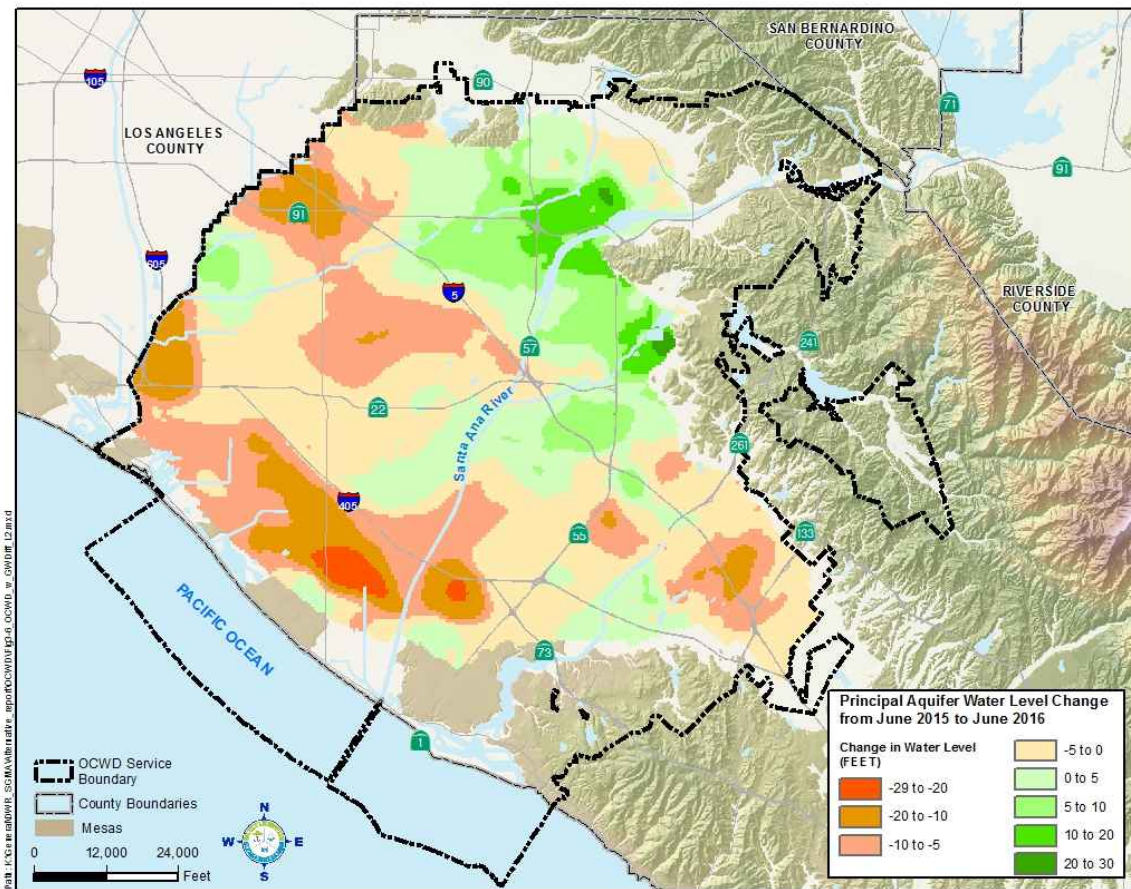 SAN BERNARDINO
COUNTY
105
90
71
LOS ANGELES
COUNTY
91
91
605
5
RIVERSIDE
COUNTY
57
241
22
Santa Ana River
261
405
55
133
PACIFIC OCEAN
73
1
Principal Aquifer Water Level Change
from June 2015 to June 2016
Change in Water Level
(FEET)
-29 to -20
-20 to -10
-10 to -5
-5 to 0
0 to 5
5 to 10
10 to 20
20 to 30
OCWD Service
Boundary
County Boundaries
Mesas
N
W E
S
0 12,000 24,000
Feet